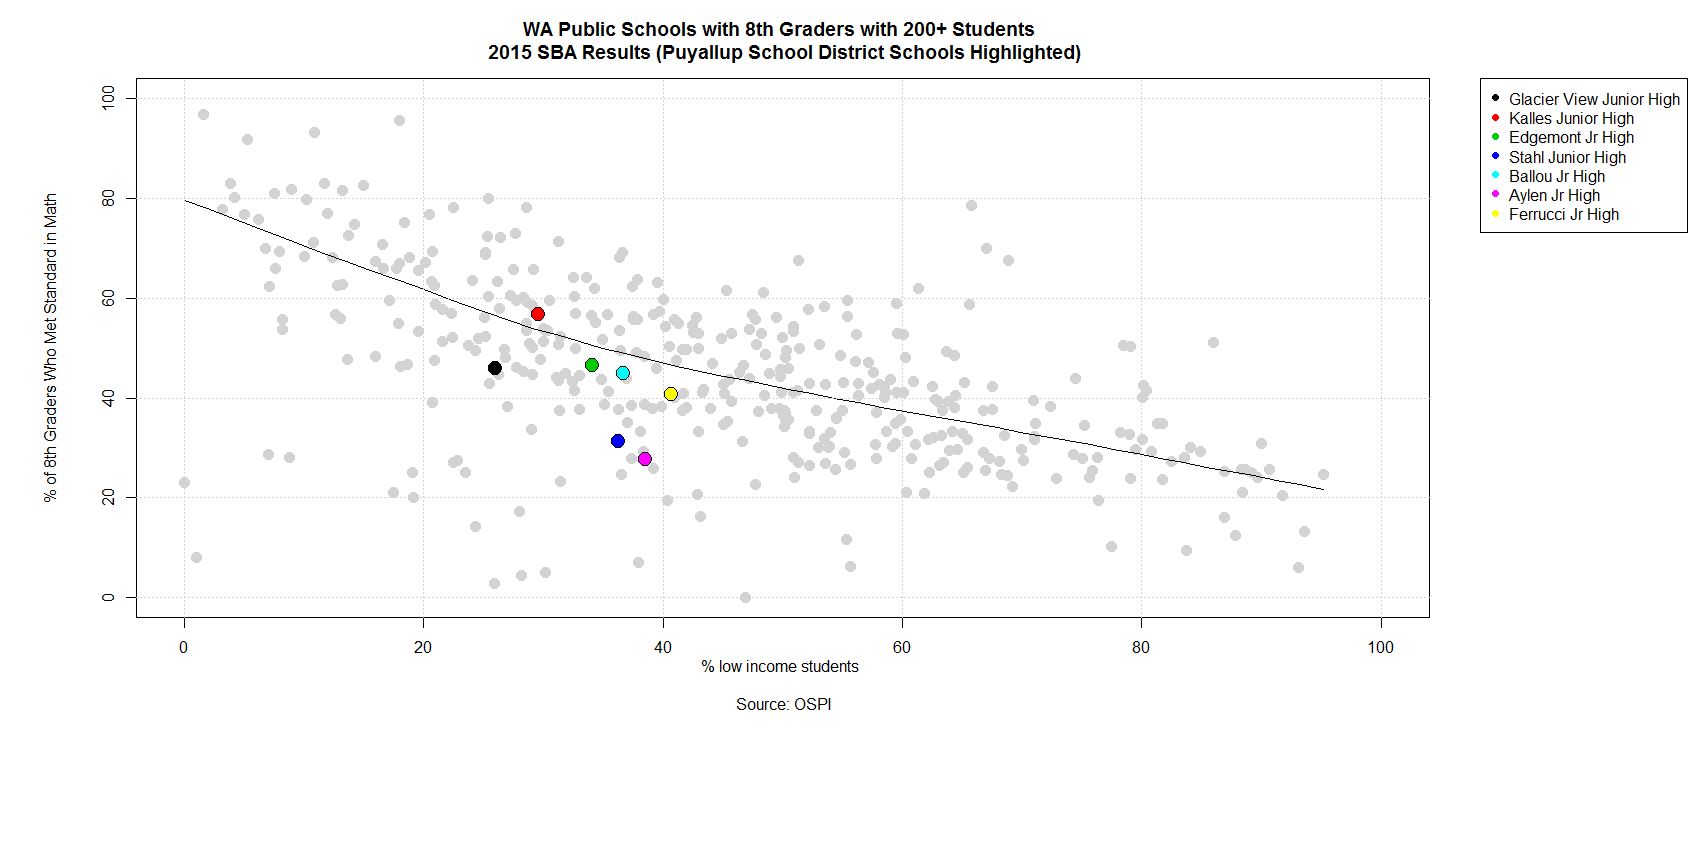 WA Public Schools with 8th Graders with 200+ Students
2015 SBA Results (Puyallup School District Schools Highlighted)
% of 8th Graders Who Met Standard in Math
100
80
60
40
20
0
0 20 40 60 80 100
% low income students
Source: OSPI
Glacier View Junior High
Kalles Junior High
Edgemont Jr High
Stahl Junior High
Ballou Jr High
Aylen Jr High
Ferrucci Jr High